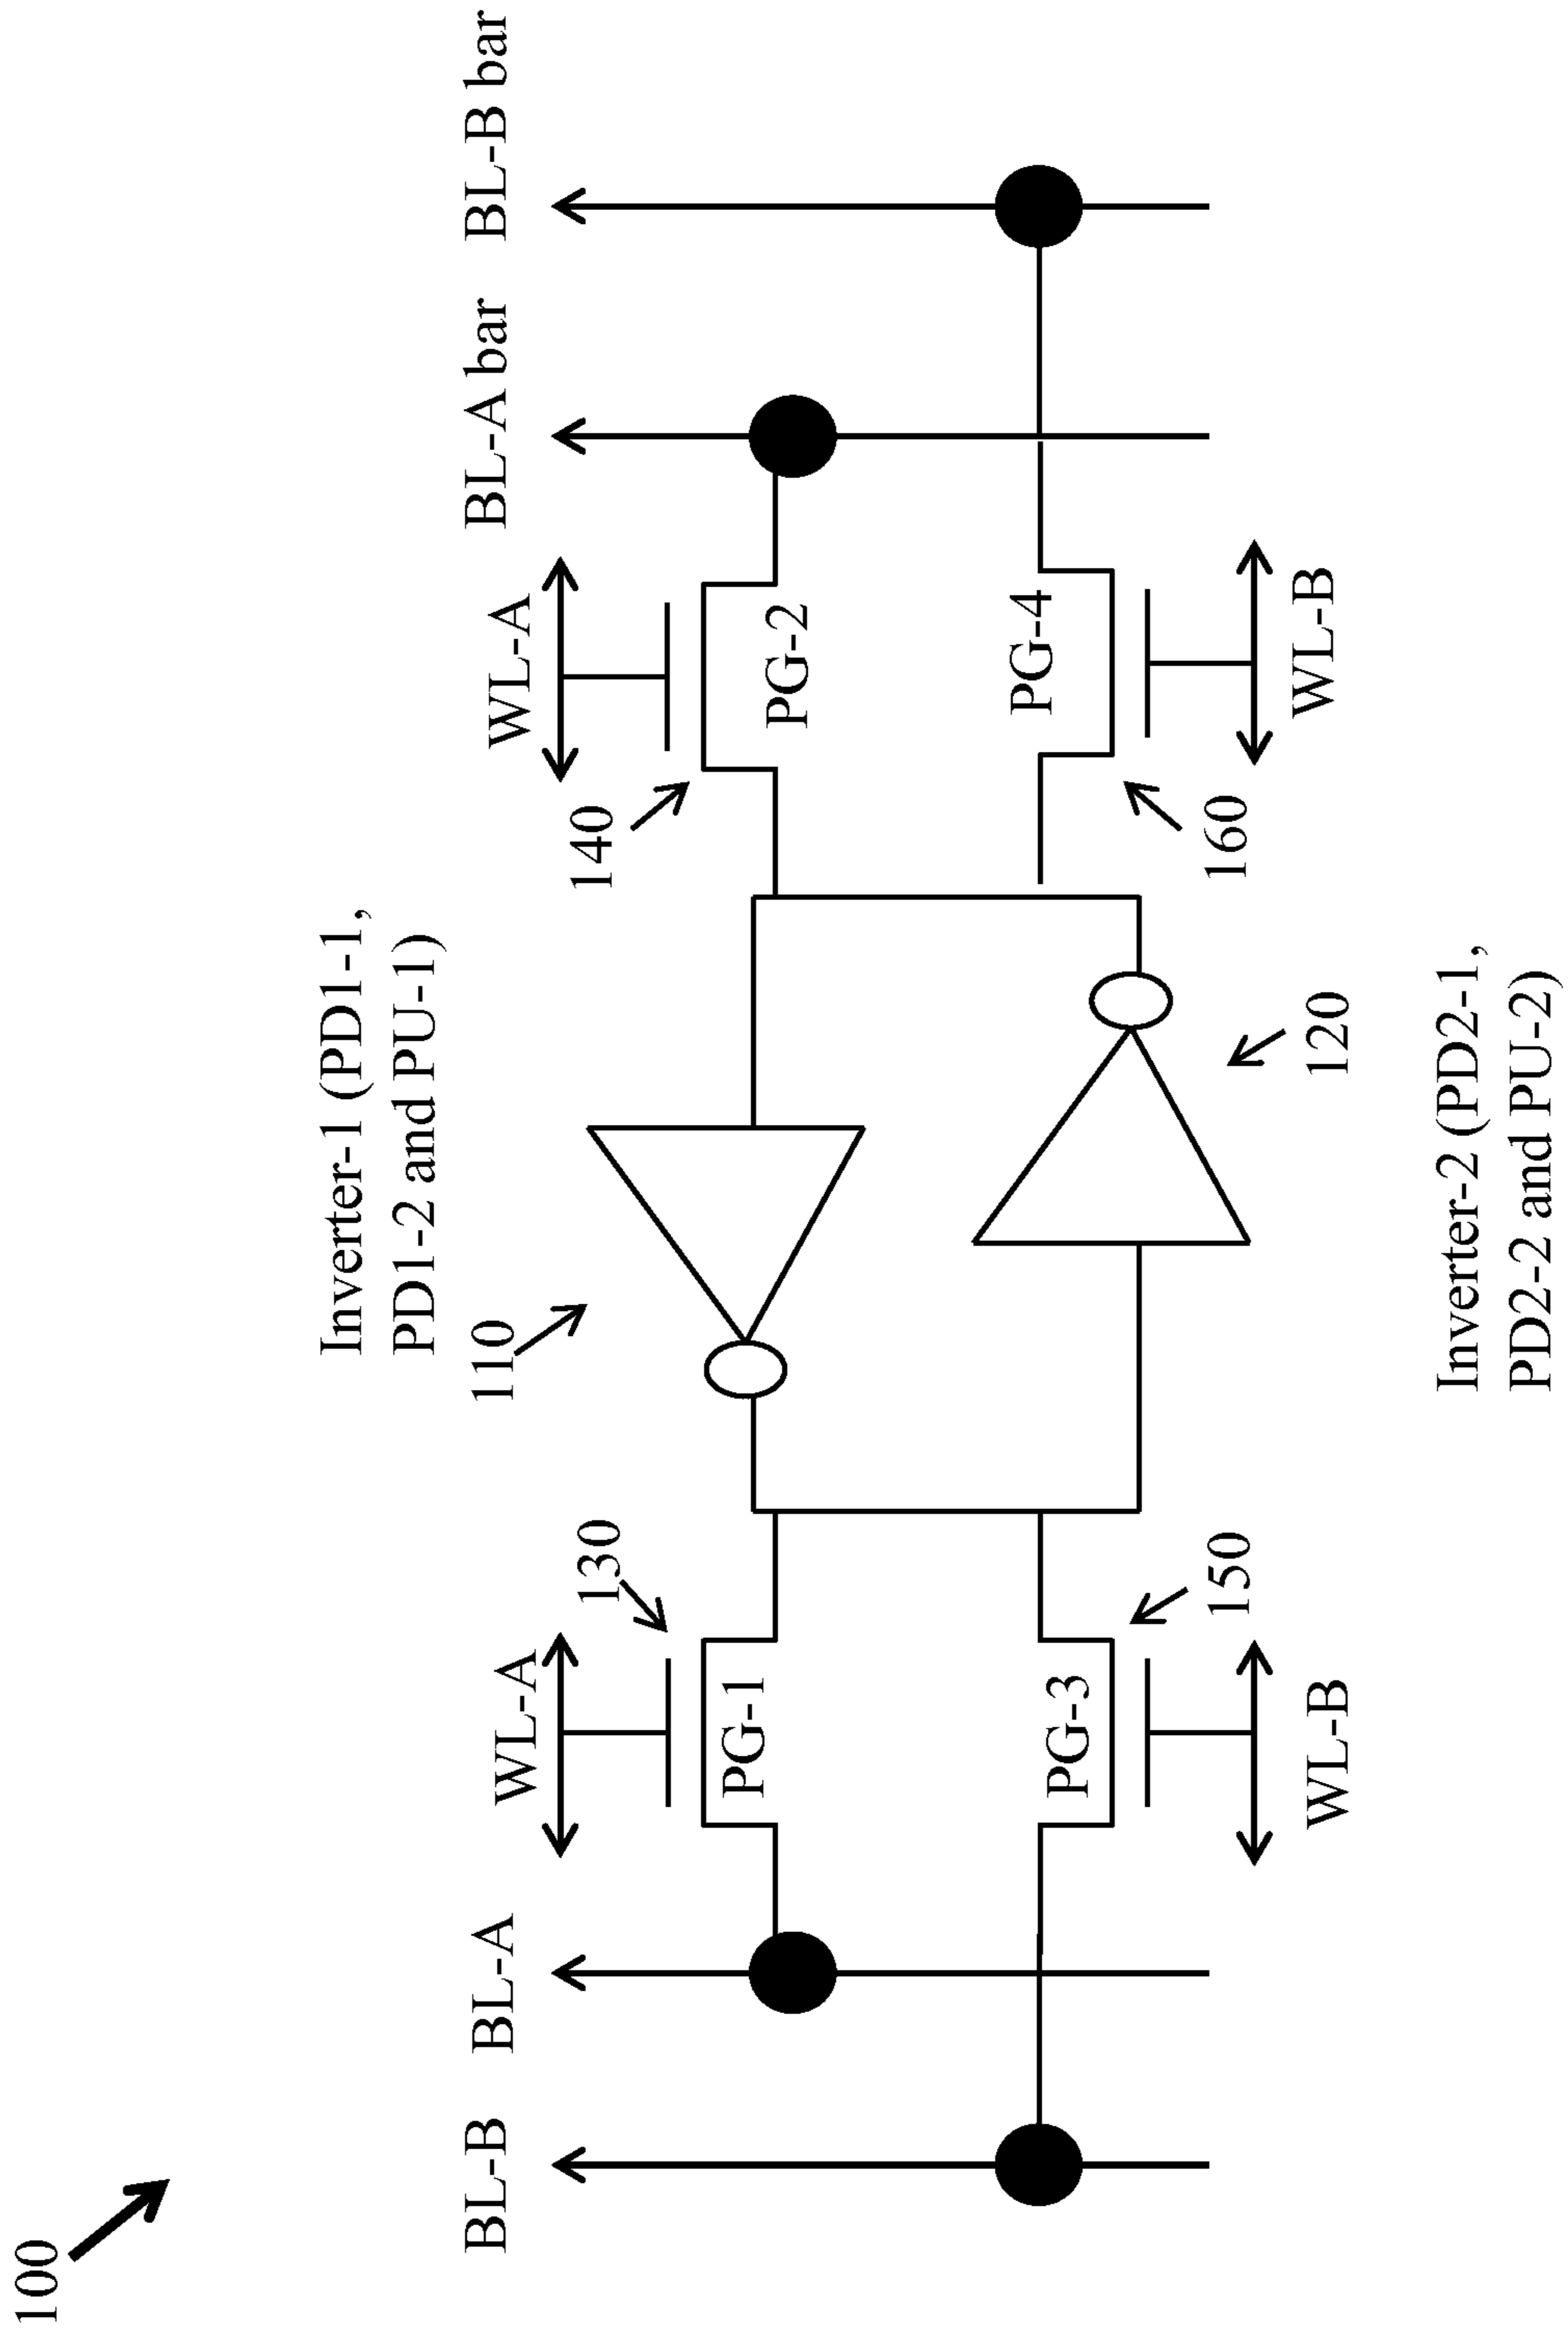 100
Inverter-1 (PD1-1,
PD1-2 and PU-1)
BL-B
BL-A
WL-A
130
110
140
WL-A
BL-A bar
BL-B bar
PG-1
PG-2
PG-3
PG-4
150
120
160
WL-B
WL-B
Inverter-2 (PD2-1,
PD2-2 and PU-2)